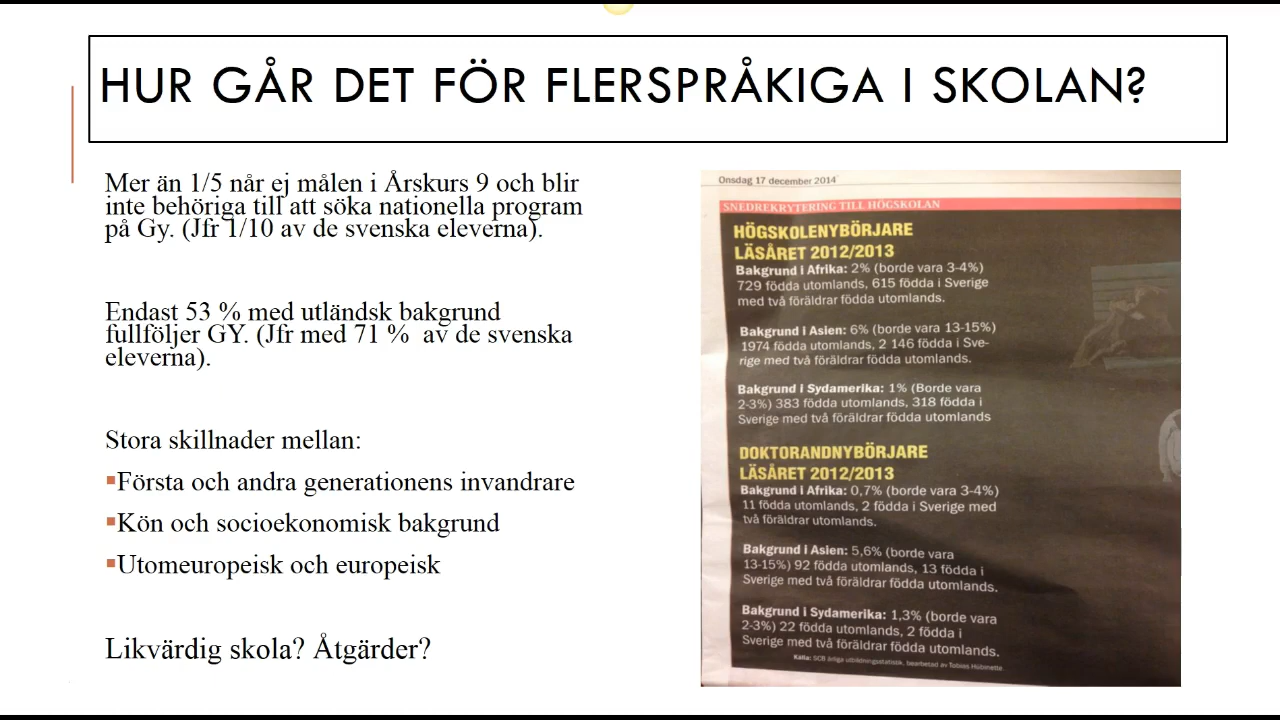 HUR GÅR DET FÖR FLERSPRÅKIGA I SKOLAN?
Mer än 1/5 når ej målen i Årskurs 9 och blir
inte behöriga till att söka nationella program
på Gy. (Jfr 1/10 av de svenska eleverna).
Endast 53 % med utländsk bakgrund
fullföljer GY. (Jfr med 71 % av de svenska
eleverna).
Stora skillnader mellan:
▪Första och andra generationens invandrare
▪Kön och socioekonomisk bakgrund
▪Utomeuropeisk och europeisk
Likvärdig skola? Åtgärder?
Onsdag 17 december 2014
SNEDREKRYTERING TILL HÖGSKOLAN
HÖGSKOLENYBÖRJARE
LÄSÅRET 2012/2013
Bakgrund i Afrika: 2% (borde vara 3-4%)
729 födda utomlands, 615 födda i Sverige
med två föräldrar födda utomlands.
Bakgrund i Asien: 6% (borde vara 13-15%)
1974 födda utomlands, 2 146 födda i Sve-
rige med två föräldrar födda utomlands.
Bakgrund i Sydamerika: 1% (Borde vara
2-3%) 383 födda utomlands, 318 födda i
Sverige med två föräldrar födda utomlands
DOKTORANDNYBÖRJARE
LÄSÅRET 2012/2013
Bakgrund i Afrika: 0,7% (borde vara 3-4%)
11 födda utomlands, 2 födda i Sverige med
två föräldrar utomlands.
Bakgrund i Asien: 5,6% (borde vara
13-15%) 92 födda utomlands, 13 födda i
Sverige med två föräldrar födda utomlands.
Bakgrund i Sydamerika: 1,3% (borde vara
2-3%) 22 födda utomlands, 2 födda i
Sverige med två föräldrar födda utomlands.
Källa: SCB årliga utbildningsstatistik, bearbetad av Tobias Hübinette